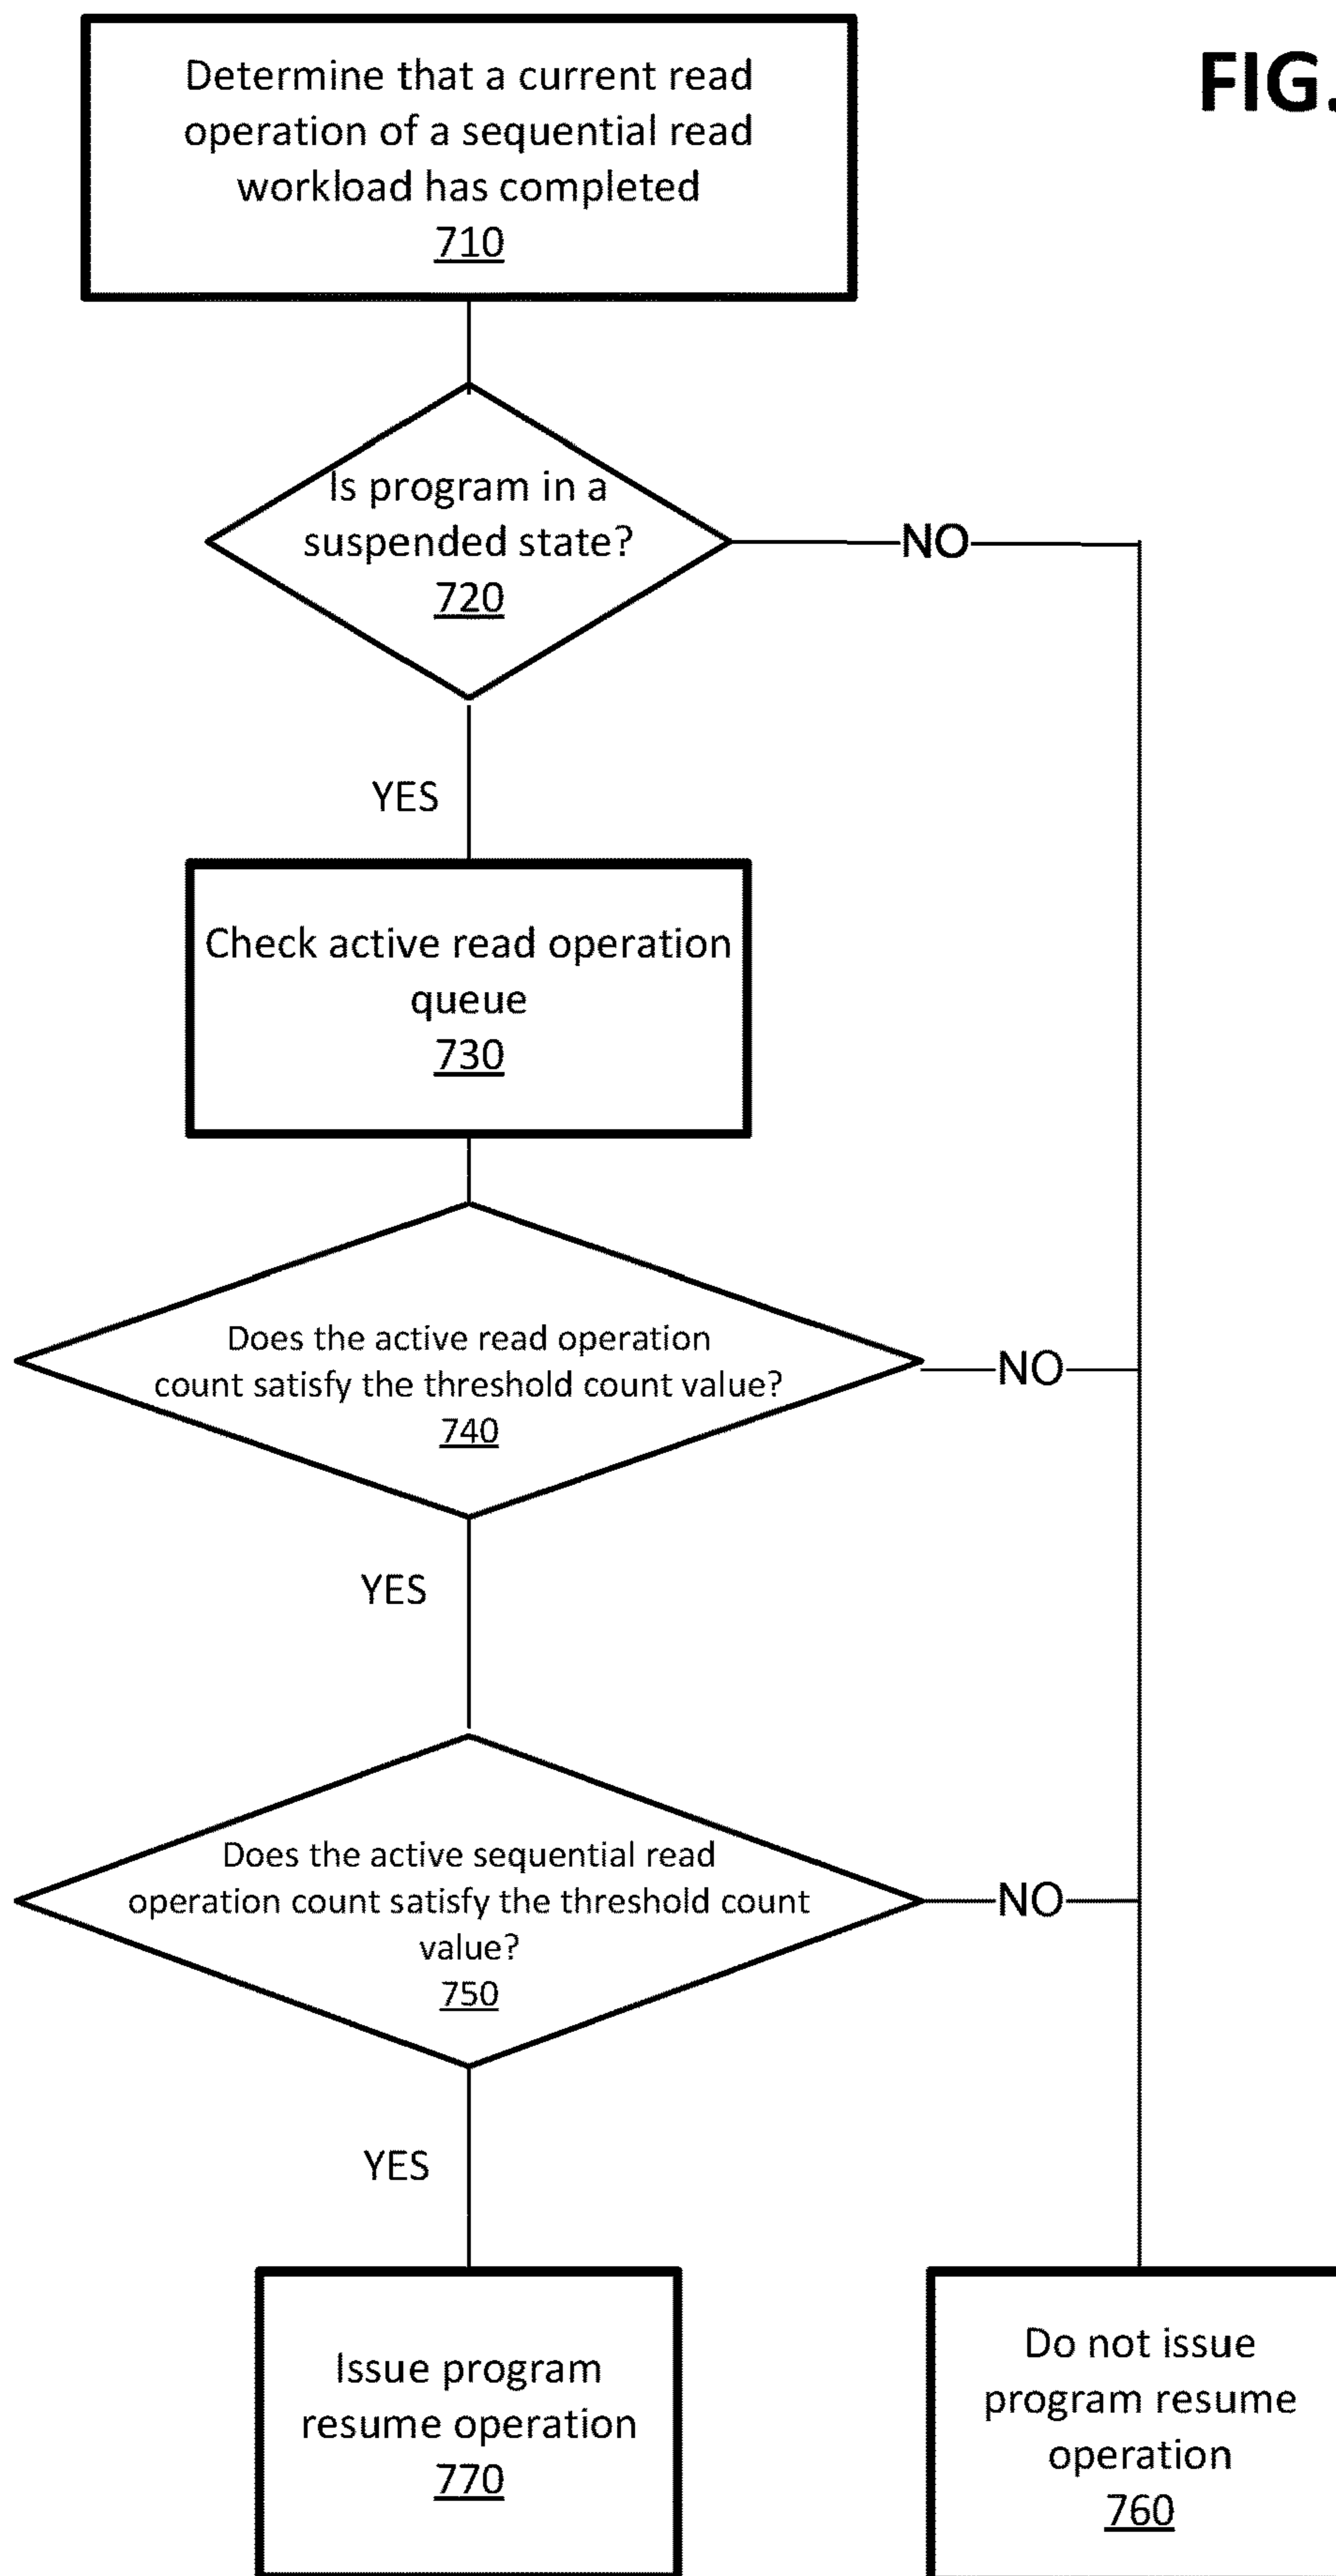 FIG.
Determine that a current read
operation of a sequential read
workload has completed
710
Is program in a
suspended state?
720
NO
YES
Check active read operation
queue
730
Does the active read operation
count satisfy the threshold count value?
740
NO
YES
Does the active sequential read
operation count satisfy the threshold count
value?
750
NO
YES
Issue program
resume operation
770
Do not issue
program resume
operation
760